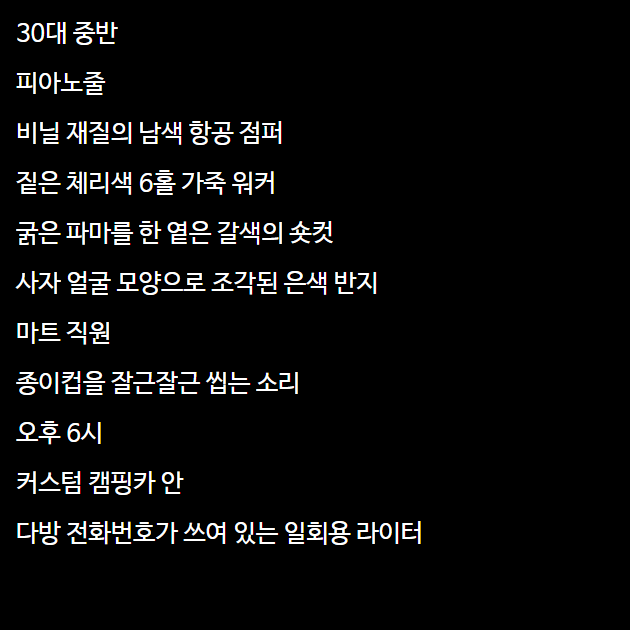 30대 중반
피아노줄
비닐 재질의 남색 항공 점퍼
짙은 체리색 6홀 가죽 워커
굵은 파마를 한 옅은 갈색의 숏컷
사자 얼굴 모양으로 조각된 은색 반지
마트 직원
종이컵을 잘근잘근 씹는 소리
오후 6시
커스텀 캠핑카 안
다방 전화번호가 쓰여 있는 일회용 라이터